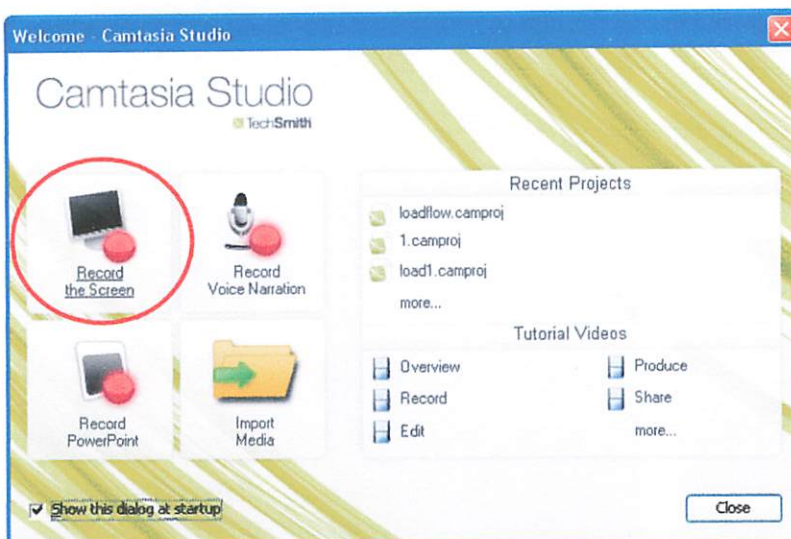 Welcome - Camtasia Studio
Camtasia Studio
TechSmith
Record
the Screen
Record
Voice Narration
Record
PowerPoint
Import
Media
Recent Projects
loadflow.camproj
1.camproj
load1.camproj
more...
Tutorial Videos
Overview
Produce
Record
Share
Edit
more...
Show this dialog at startup
Close